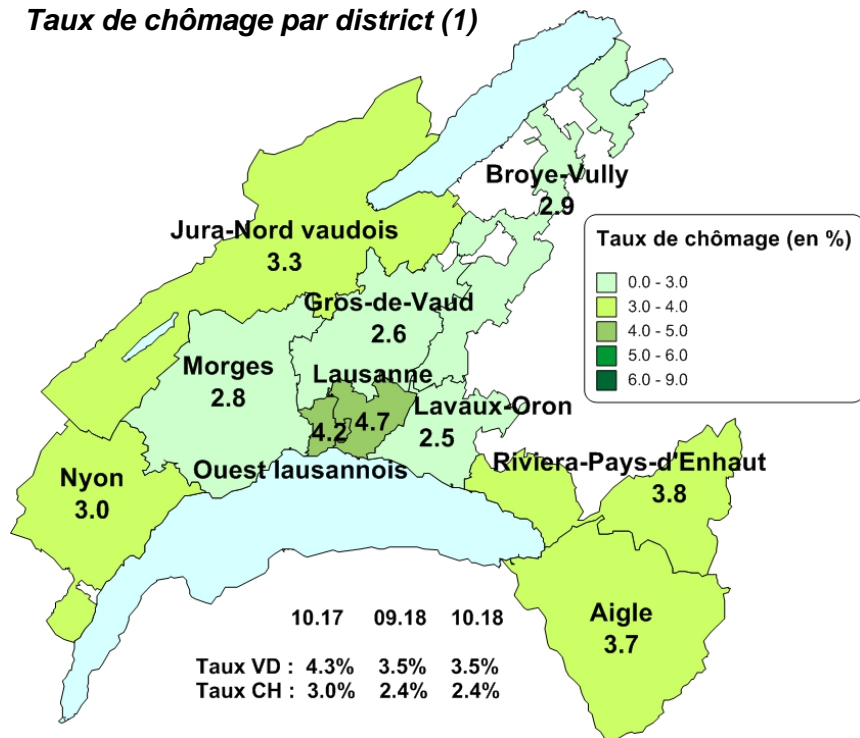 Taux de chômage par district (1)
Broye-Vully
2.9
Jura-Nord vaudois
3.3
Taux de chômage (en %)
0.0 - 3.0
3.0 - 4.0
4.0 - 5.0
5.0 - 6.0
6.0 - 9.0
Gros-de-Vaud
2.6
Morges
2.8
Lausanne
4.7
4.2
Lavaux-Oron
2.5
Ouest lausannois
Nyon
3.0
Riviera-Pays-d'Enhaut
3.8
Aigle
3.7
10.17 09.18 10.18
Taux VD : 4.3% 3.5% 3.5%
Taux CH : 3.0% 2.4% 2.4%